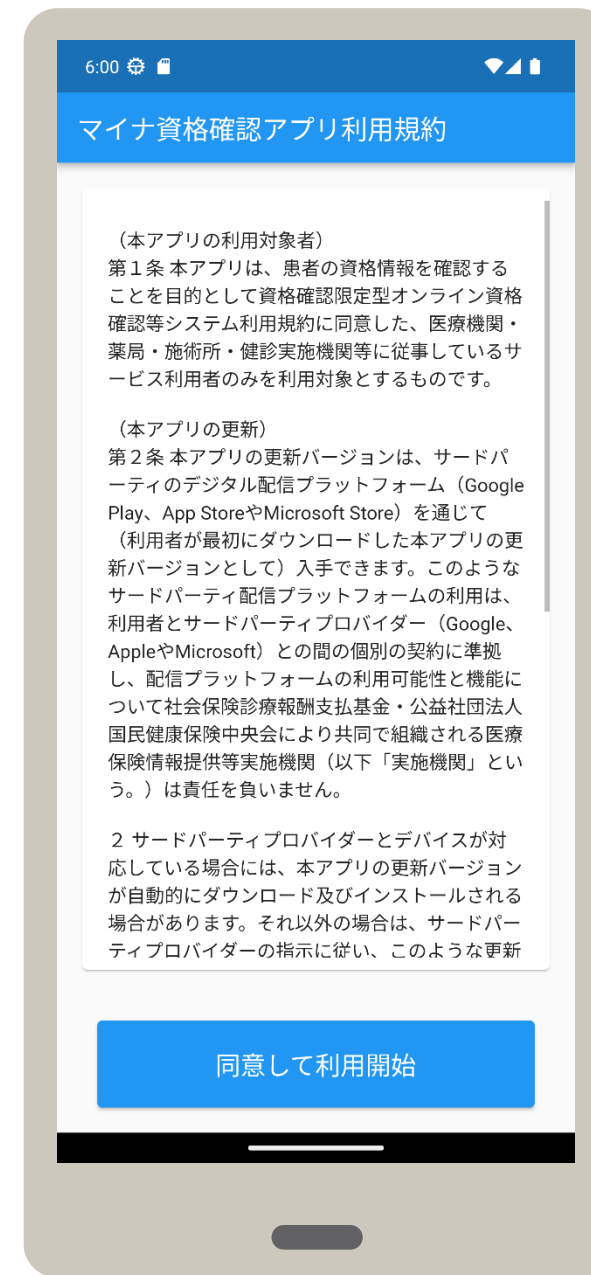 6:00
マイナ資格確認アプリ利用規約
（本アプリの利用対象者）
第１条 本アプリは、患者の資格情報を確認する
ことを目的として資格確認限定型オンライン資格
確認等システム利用規約に同意した、医療機関・
薬局・施術所・健診実施機関等に従事しているサ
ービス利用者のみを利用対象とするものです。
（本アプリの更新）
第２条 本アプリの更新バージョンは、サードパ
ーティのデジタル配信プラットフォーム（Google
Play、App StoreやMicrosoft Store）を通じて
（利用者が最初にダウンロードした本アプリの更
新バージョンとして）入手できます。このような
サードパーティ配信プラットフォームの利用は、
利用者とサードパーティプロバイダー（Google、
AppleやMicrosoft）との間の個別の契約に準拠
し、配信プラットフォームの利用可能性と機能に
ついて社会保険診療報酬支払基金・公益社団法人
国民健康保険中央会により共同で組織される医療
保険情報提供等実施機関（以下「実施機関」とい
う。）は責任を負いません。
２ サードパーティプロバイダーとデバイスが対
応している場合には、本アプリの更新バージョン
が自動的にダウンロード及びインストールされる
場合があります。それ以外の場合は、サードパー
ティプロバイダーの指示に従い、このような更新
同意して利用開始